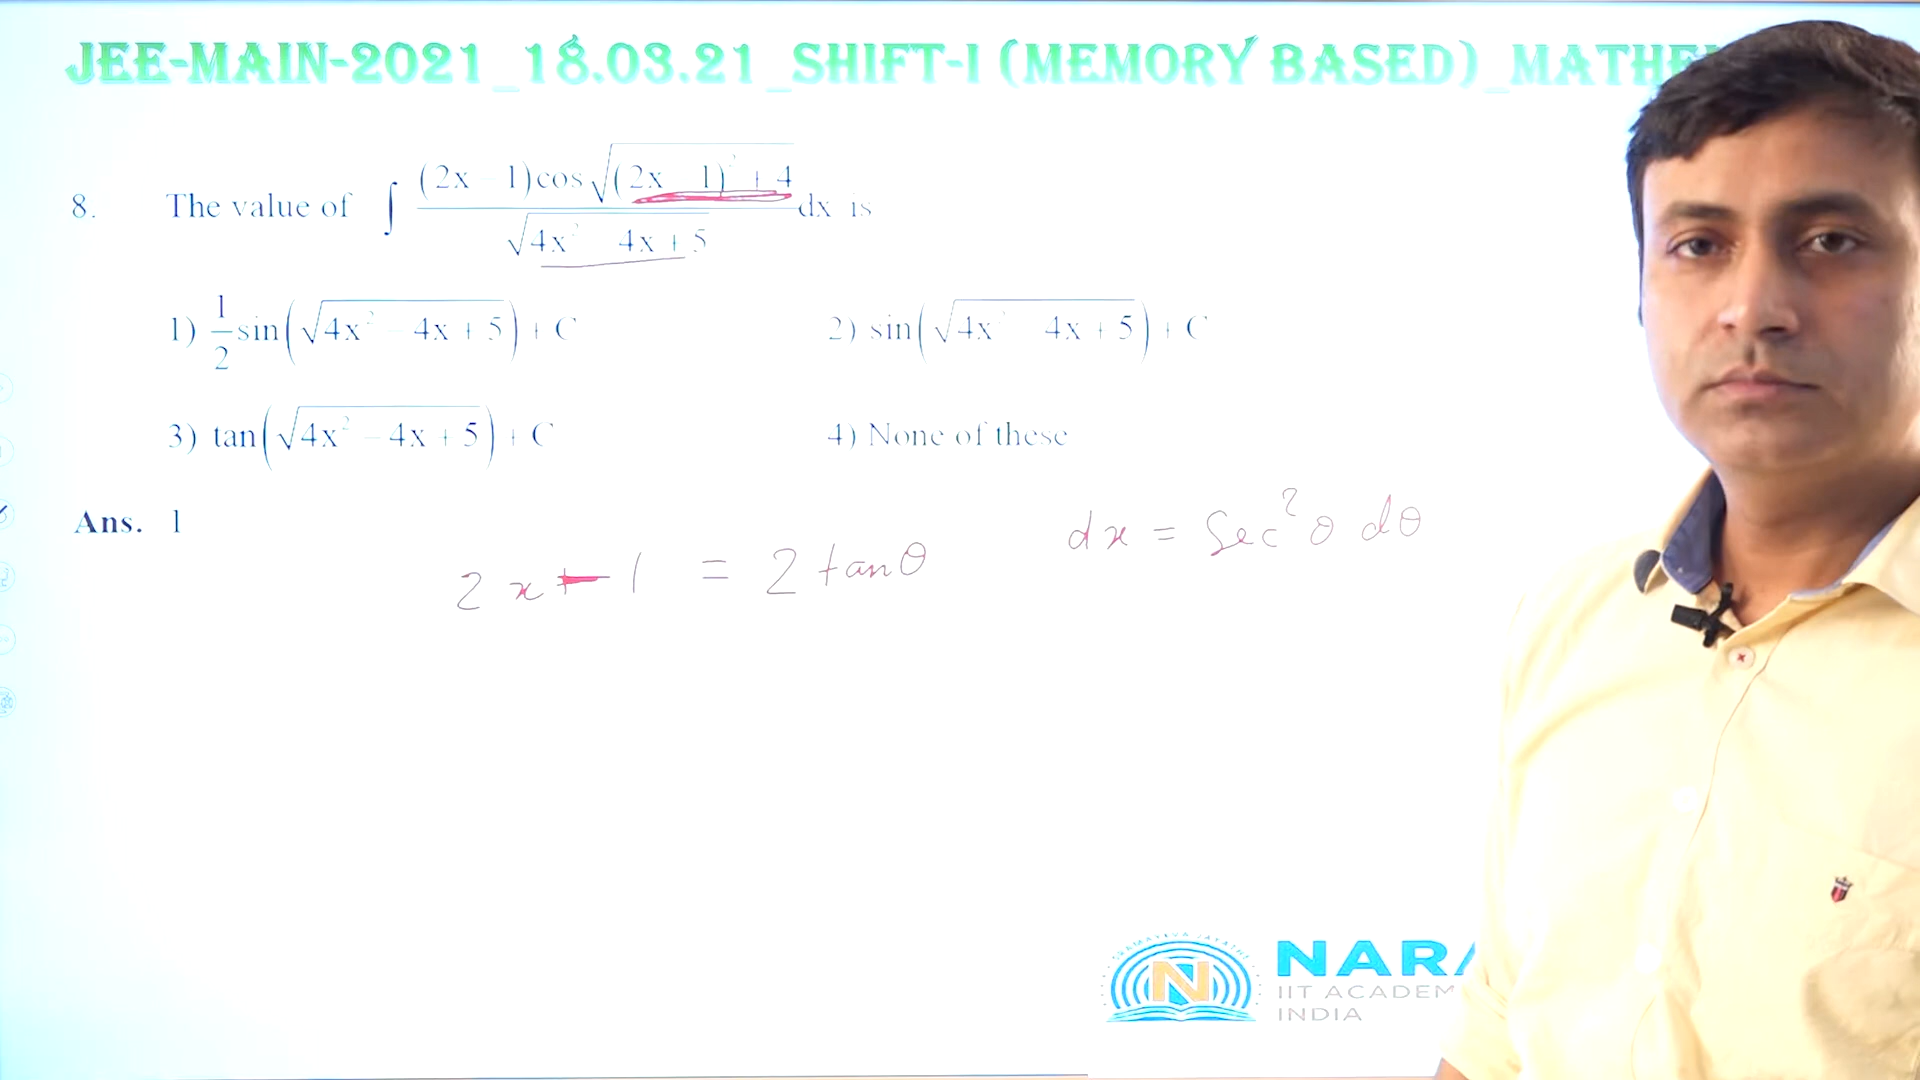 JEE-MAIN-2021_18.03.21_SHIFT-I (MEMORY BASED)_MATHE
8. The value of ∫ (2x - 1)cos√((2x - 1)² + 4) / √(4x² - 4x + 5) dx is
1) 1/2 sin(√(4x² - 4x + 5)) + C 2) sin(√(4x² - 4x + 5)) + C
3) tan(√(4x² - 4x + 5)) + C 4) None of these
Ans. 1
2x - 1 = 2 tanθ dx = Sec²θ dθ
N NARA
IIT ACADEM
INDIA